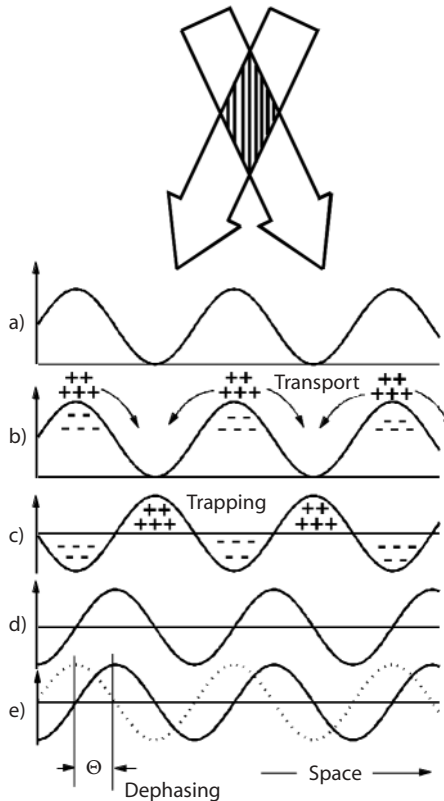 a)
++ ++ ++
+++ +++ +++
Transport
b)
- - - - - -
- - - - - - - - -
Trapping
++ ++
+++ +++
c)
- - - - - - - - -
- - - - - -
d)
e)
Θ
Dephasing
Space